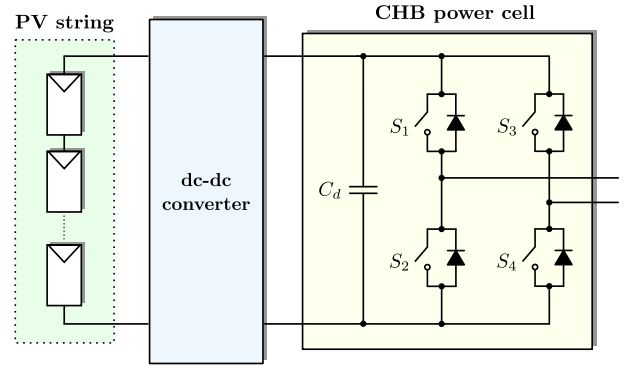 PV string
CHB power cell
S1
S3
dc-dc
converter
Cd
S2
S4